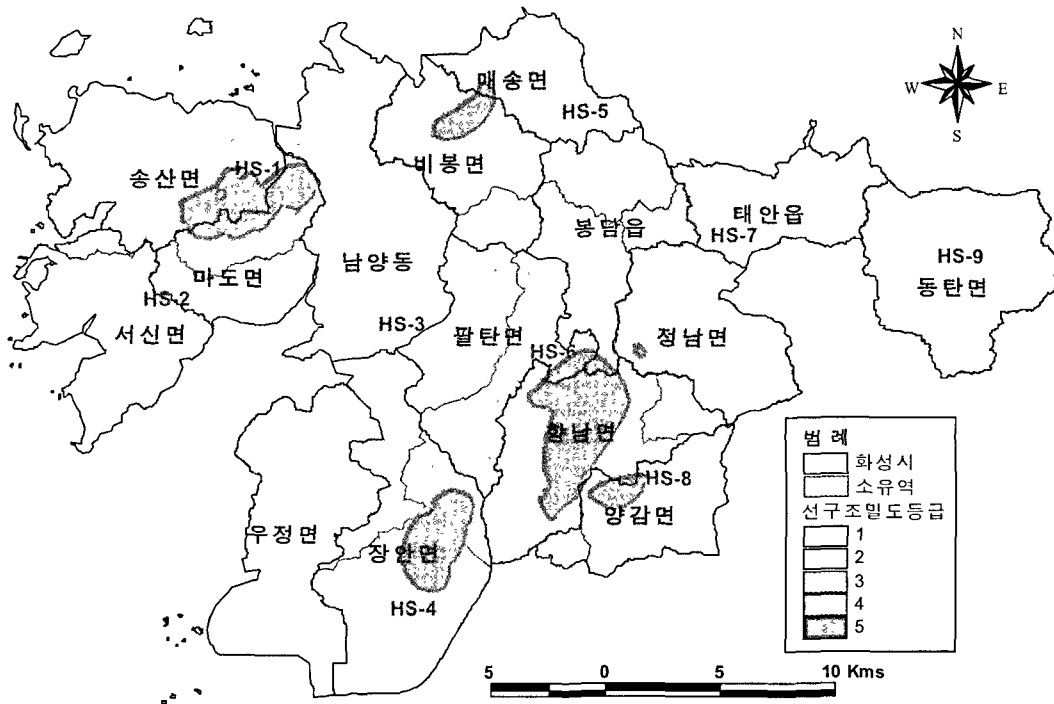 N
W E
S
매송면
HS-5
비봉면
HS-1
송산면
봉담읍
태안읍
HS-7
남양동
마도면
HS-9
동탄면
HS-2
서신면
HS-3
팔탄면
HS-6
정남면
향남면
HS-8
양감면
우정면
장안면
HS-4
범 례
화성시
소유역
선구조밀도등급
1
2
3
4
5
5 0 10 Kms